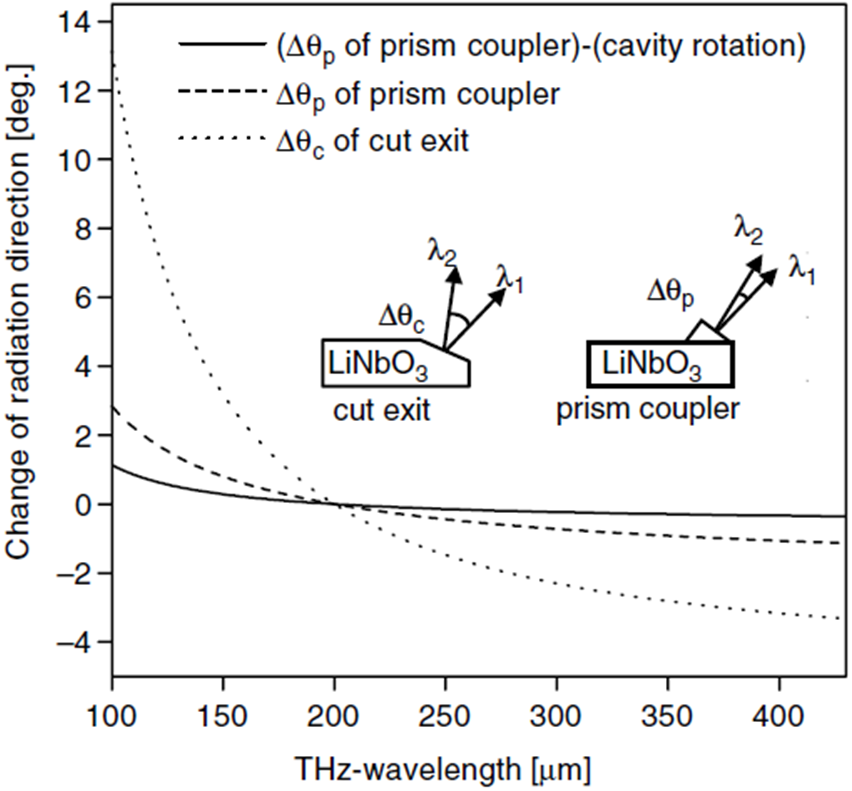 Change of radiation direction [deg.]
14
12
10
8
6
4
2
0
−2
−4
(Δθp of prism coupler)-(cavity rotation)
Δθp of prism coupler
Δθc of cut exit
λ2
λ1
Δθc
LiNbO3
cut exit
λ2
λ1
Δθp
LiNbO3
prism coupler
100 150 200 250 300 350 400
THz-wavelength [μm]